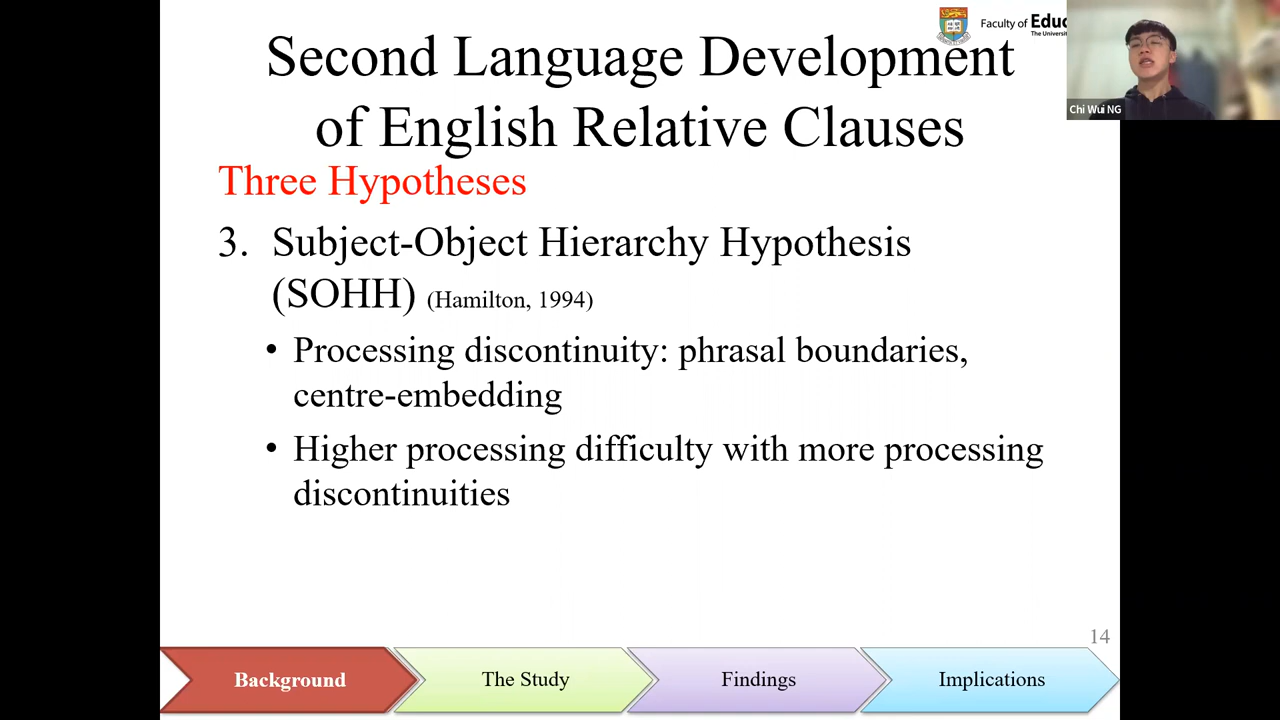 Faculty of Educ
The Universit
Second Language Development
of English Relative Clauses
Chi Wui NG
Three Hypotheses
3. Subject-Object Hierarchy Hypothesis
(SOHH) (Hamilton, 1994)
• Processing discontinuity: phrasal boundaries,
centre-embedding
• Higher processing difficulty with more processing
discontinuities
14
Background
The Study
Findings
Implications